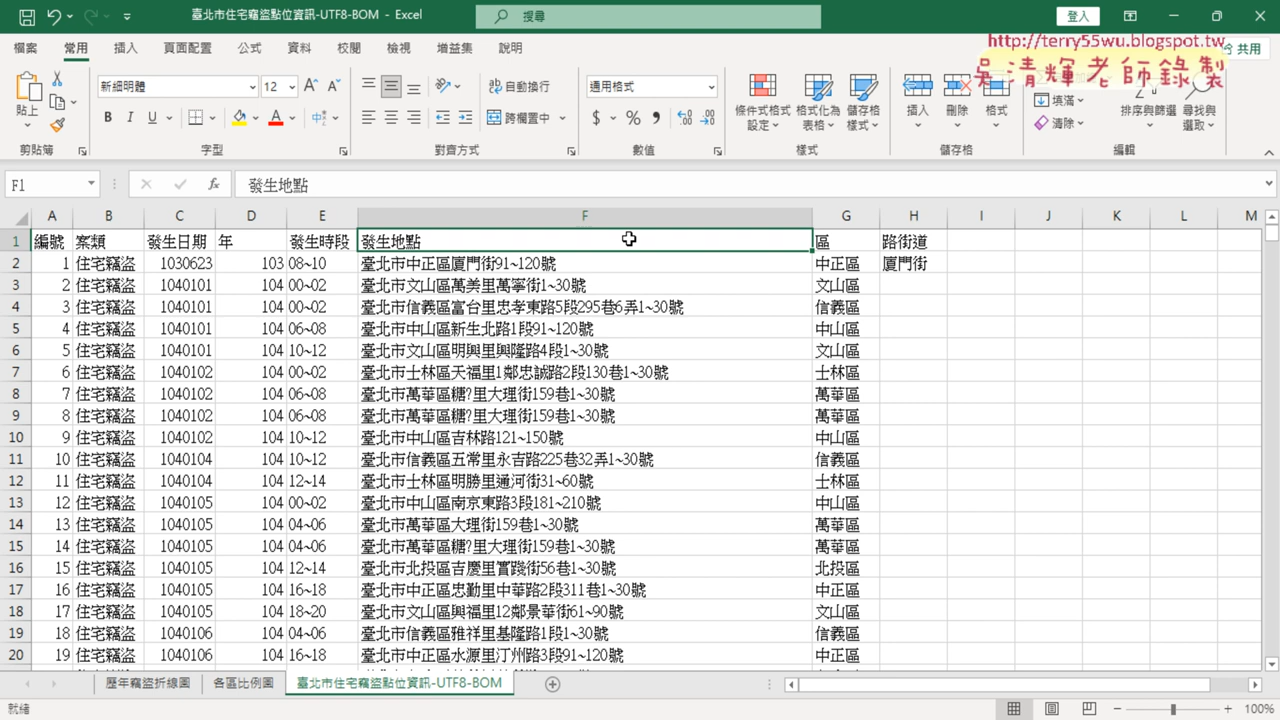 臺北市住宅竊盜點位資訊-UTF8-BOM - Excel
搜尋
登入
檔案 常用 插入 頁面配置 公式 資料 校閱 檢視 增益集 說明
共用
http://terry55wu.blogspot.tw
吳清輝老師錄製
貼上
新細明體 12
B I U
自動換行
跨欄置中
通用格式
$ %
條件式格式設定
格式化為表格
儲存格樣式
插入
刪除
格式
填滿
清除
排序與篩選
尋找與選取
剪貼簿 字型 對齊方式 數值 樣式 儲存格 編輯
F1 fx 發生地點
A B C D E F G H I J K L M
1 編號 案類 發生日期 年 發生時段 發生地點 區 路街道
2 1 住宅竊盜 1030623 103 08~10 臺北市中正區廈門街91~120號 中正區 廈門街
3 2 住宅竊盜 1040101 104 00~02 臺北市文山區萬美里萬寧街1~30號 文山區
4 3 住宅竊盜 1040101 104 00~02 臺北市信義區富台里忠孝東路5段295巷6弄1~30號 信義區
5 4 住宅竊盜 1040101 104 06~08 臺北市中山區新生北路1段91~120號 中山區
6 5 住宅竊盜 1040101 104 10~12 臺北市文山區明興里興隆路4段1~30號 文山區
7 6 住宅竊盜 1040102 104 00~02 臺北市士林區天福里1鄰忠誠路2段130巷1~30號 士林區
8 7 住宅竊盜 1040102 104 06~08 臺北市萬華區糖?里大理街159巷1~30號 萬華區
9 8 住宅竊盜 1040102 104 06~08 臺北市萬華區糖?里大理街159巷1~30號 萬華區
10 9 住宅竊盜 1040102 104 10~12 臺北市中山區吉林路121~150號 中山區
11 10 住宅竊盜 1040104 104 10~12 臺北市信義區五常里永吉路225巷32弄1~30號 信義區
12 11 住宅竊盜 1040104 104 12~14 臺北市士林區明勝里通河街31~60號 士林區
13 12 住宅竊盜 1040105 104 00~02 臺北市中山區南京東路3段181~210號 中山區
14 13 住宅竊盜 1040105 104 04~06 臺北市萬華區大理街159巷1~30號 萬華區
15 14 住宅竊盜 1040105 104 04~06 臺北市萬華區糖?里大理街159巷1~30號 萬華區
16 15 住宅竊盜 1040105 104 12~14 臺北市北投區吉慶里實踐街56巷1~30號 北投區
17 16 住宅竊盜 1040105 104 16~18 臺北市中正區忠勤里中華路2段311巷1~30號 中正區
18 17 住宅竊盜 1040105 104 18~20 臺北市文山區興福里12鄰景華街61~90號 文山區
19 18 住宅竊盜 1040106 104 04~06 臺北市信義區雅祥里基隆路1段1~30號 信義區
20 19 住宅竊盜 1040106 104 16~18 臺北市中正區水源里汀州路3段91~120號 中正區
歷年竊盜折線圖 各區比例圖 臺北市住宅竊盜點位資訊-UTF8-BOM
就緒 100%